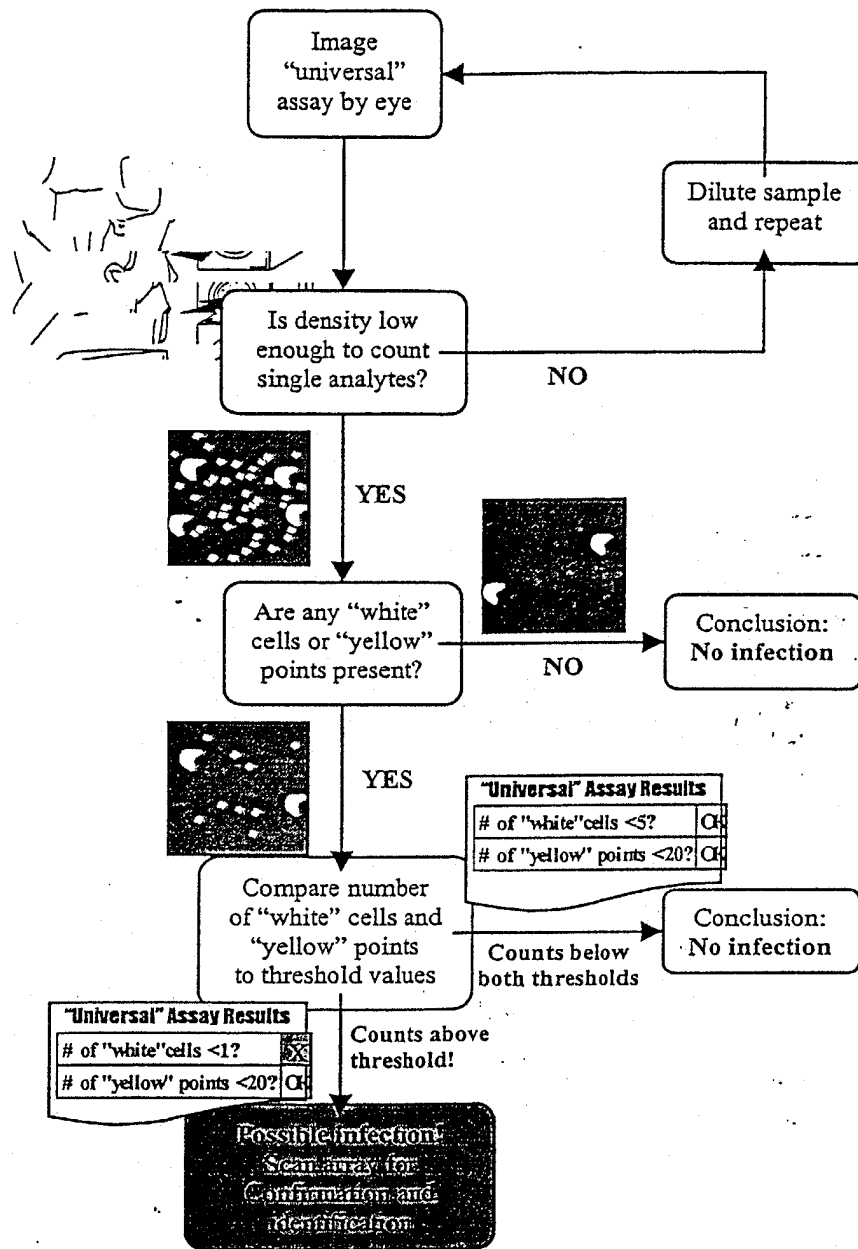 Image
“universal”
assay by eye
Dilute sample
and repeat
Is density low
enough to count
single analytes?
NO
YES
Are any “white”
cells or “yellow”
points present?
NO
Conclusion:
No infection
YES
“Universal” Assay Results
# of "white"cells <5? OK
# of "yellow" points <20? OK
Compare number
of “white” cells and
“yellow” points
to threshold values
Counts below
both thresholds
Conclusion:
No infection
“Universal” Assay Results
# of "white"cells <1? X
# of "yellow" points <20? OK
Counts above
threshold!
Possible infection!
Scan array for
Confirmation and
identification